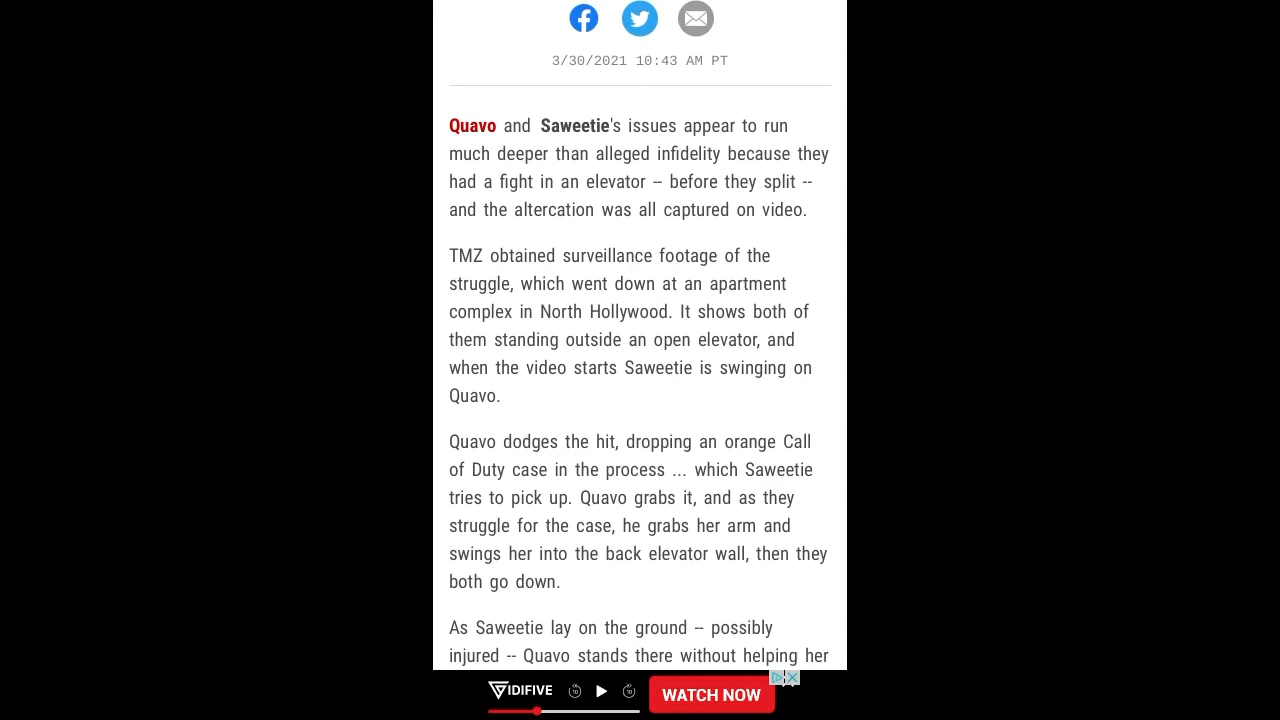 3/30/2021 10:43 AM PT
Quavo and Saweetie's issues appear to run
much deeper than alleged infidelity because they
had a fight in an elevator -- before they split --
and the altercation was all captured on video.
TMZ obtained surveillance footage of the
struggle, which went down at an apartment
complex in North Hollywood. It shows both of
them standing outside an open elevator, and
when the video starts Saweetie is swinging on
Quavo.
Quavo dodges the hit, dropping an orange Call
of Duty case in the process ... which Saweetie
tries to pick up. Quavo grabs it, and as they
struggle for the case, he grabs her arm and
swings her into the back elevator wall, then they
both go down.
As Saweetie lay on the ground -- possibly
injured -- Quavo stands there without helping her
VIDIFIVE 10 10 WATCH NOW